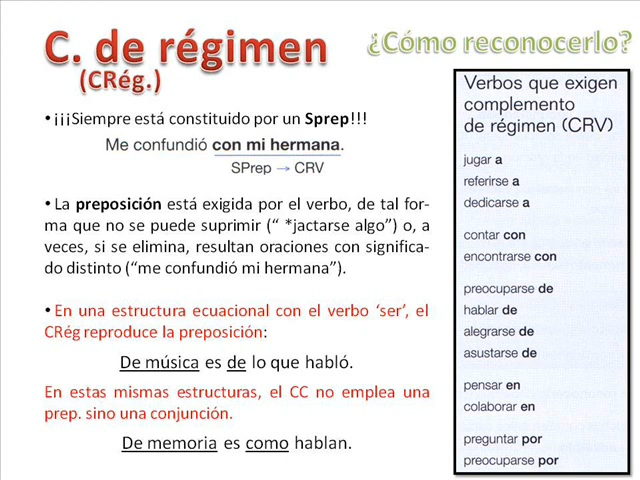 C. de régimen
(CRég.)
¿Cómo reconocerlo?
•¡¡¡Siempre está constituido por un Sprep!!!
Me confundió con mi hermana.
SPrep → CRV
• La preposición está exigida por el verbo, de tal for-
ma que no se puede suprimir (“ *jactarse algo”) o, a
veces, si se elimina, resultan oraciones con significa-
do distinto (“me confundió mi hermana”).
• En una estructura ecuacional con el verbo ‘ser’, el
CRég reproduce la preposición:
De música es de lo que habló.
En estas mismas estructuras, el CC no emplea una
prep. sino una conjunción.
De memoria es como hablan.
Verbos que exigen
complemento
de régimen (CRV)
jugar a
referirse a
dedicarse a
contar con
encontrarse con
preocuparse de
hablar de
alegrarse de
asustarse de
pensar en
colaborar en
preguntar por
preocuparse por